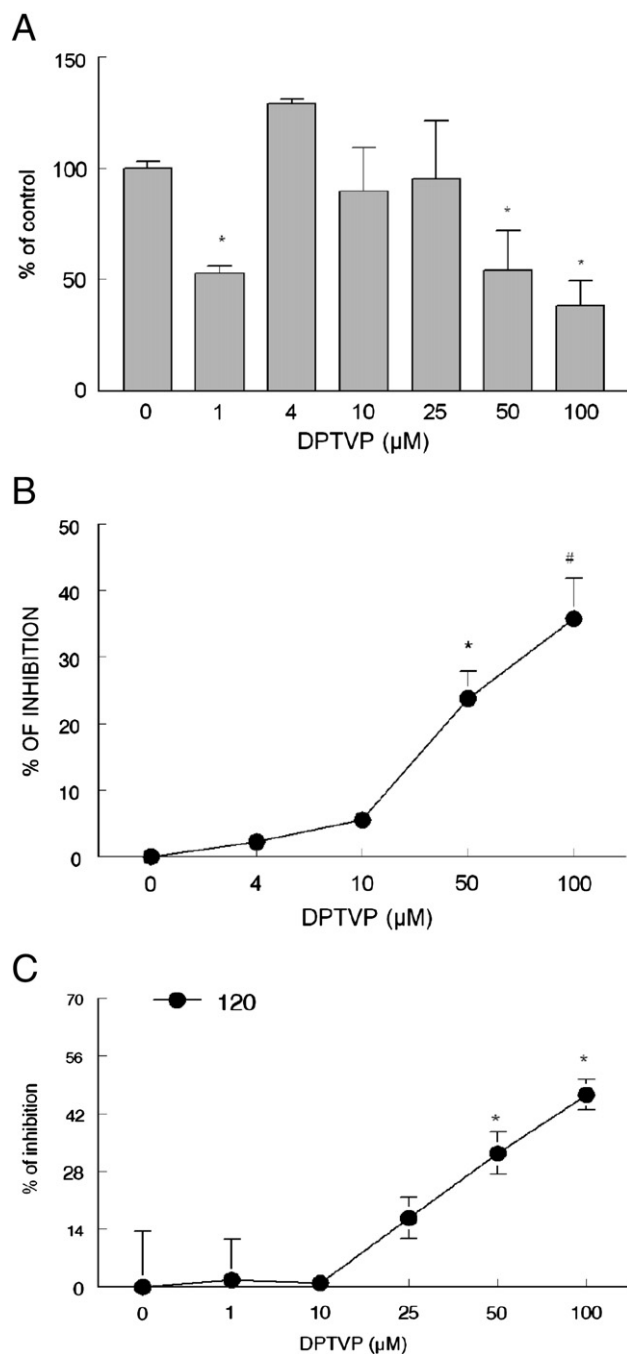 A
150
100
50
0
% of control
*
*
*
0 1 4 10 25 50 100
DPTVP (µM)
B
50
40
30
20
10
0
% OF INHIBITION
*
#
0 4 10 50 100
DPTVP (µM)
C
120
70
56
42
28
14
0
% of inhibition
*
*
0 1 10 25 50 100
DPTVP (µM)